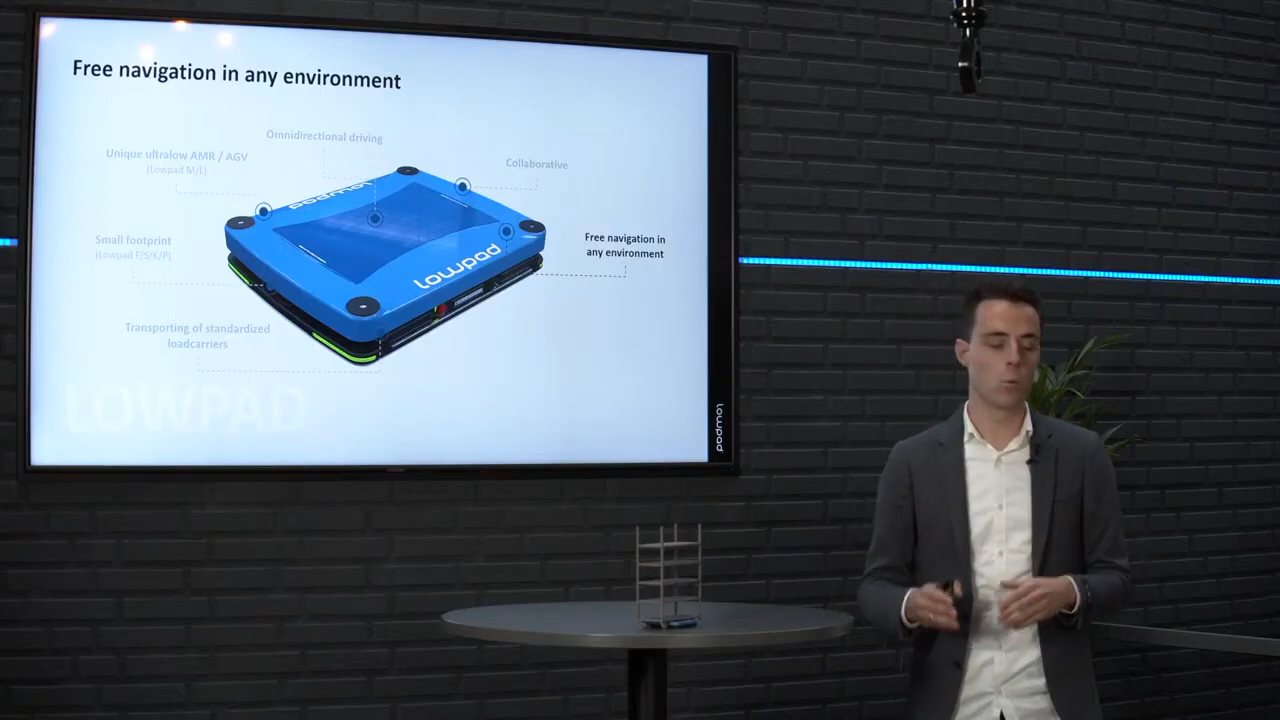 Free navigation in any environment
Omnidirectional driving
Unique ultralow AMR / AGV
(Lowpad M/L)
Collaborative
lowpad
Small footprint
(Lowpad F/S/K/P)
Free navigation in
any environment
lowpad
Transporting of standardized
loadcarriers
LOWPAD
lowpad